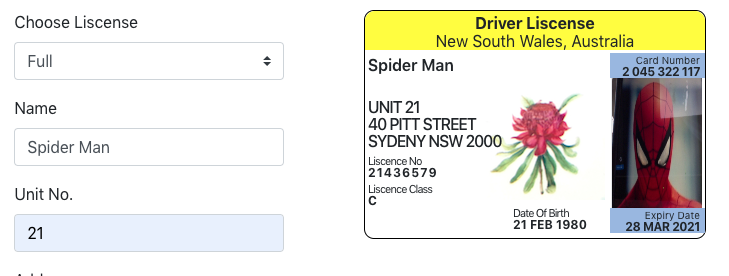 Choose Liscense
Full
Name
Spider Man
Unit No.
21
Driver Liscense
New South Wales, Australia
Spider Man
Card Number
2 045 322 117
UNIT 21
40 PITT STREET
SYDENY NSW 2000
Liscence No
21436579
Liscence Class
C
Date Of Birth
21 FEB 1980
Expiry Date
28 MAR 2021